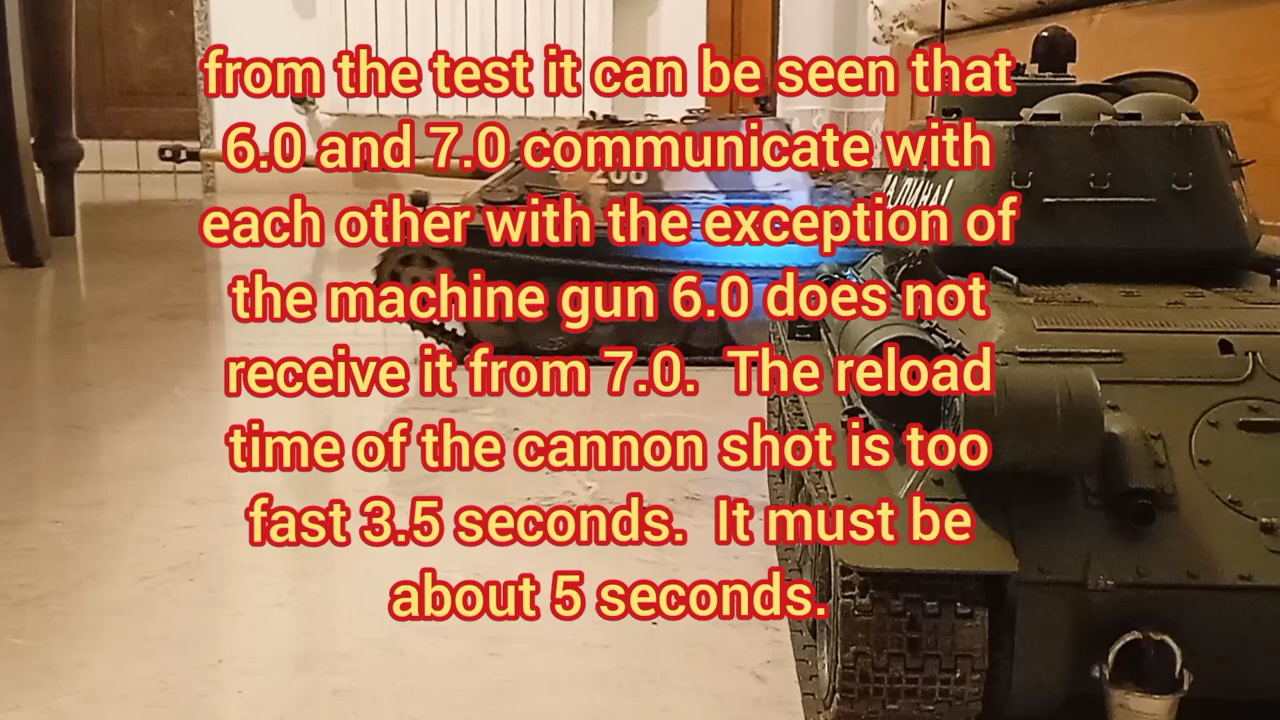 from the test it can be seen that
6.0 and 7.0 communicate with
each other with the exception of
the machine gun 6.0 does not
receive it from 7.0.  The reload
time of the cannon shot is too
fast 3.5 seconds.  It must be
about 5 seconds.